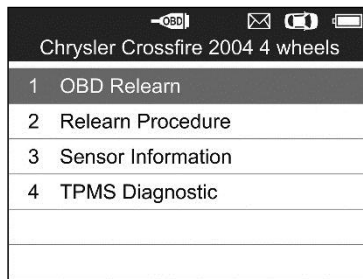 OBD
Chrysler Crossfire 2004 4 wheels
1 OBD Relearn
2 Relearn Procedure
3 Sensor Information
4 TPMS Diagnostic